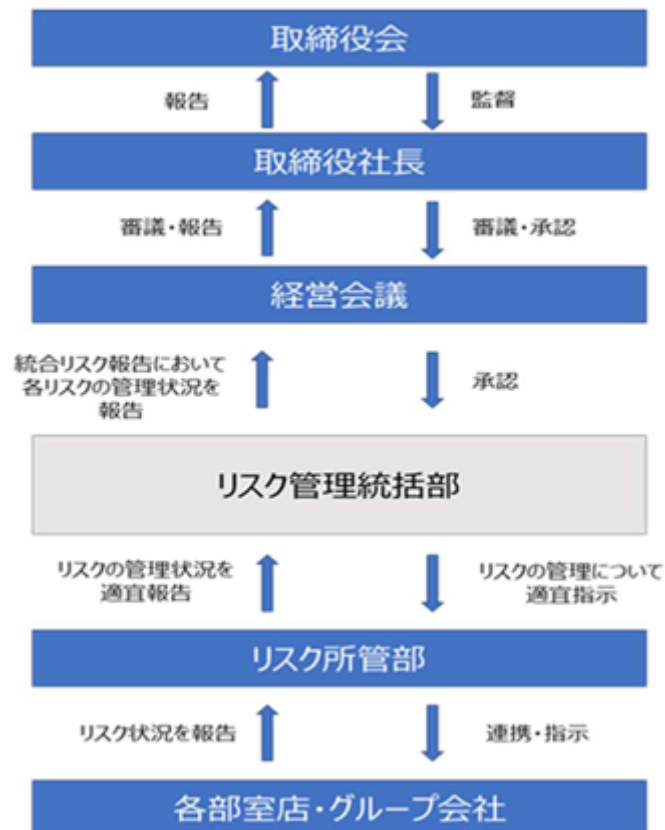 取締役会
報告
監督
取締役社長
審議・報告
審議・承認
経営会議
統合リスク報告において
各リスクの管理状況を
報告
承認
リスク管理統括部
リスクの管理状況を
適宜報告
リスクの管理について
適宜指示
リスク所管部
リスク状況を報告
連携・指示
各部室店・グループ会社